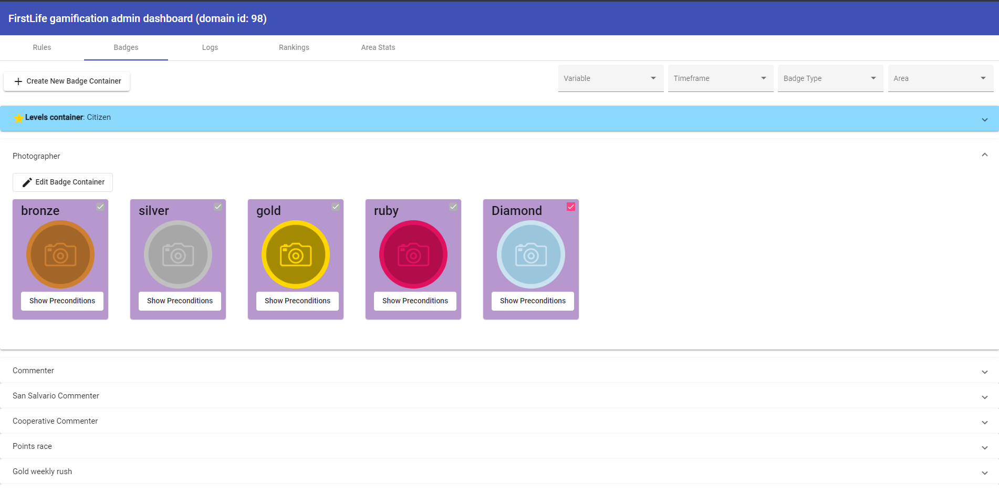 FirstLife gamification admin dashboard (domain id: 98)
Rules Badges Logs Rankings Area Stats
Create New Badge Container Variable Timeframe Badge Type Area
Levels container: Citizen
Photographer
Edit Badge Container
bronze silver gold ruby Diamond
Show Preconditions Show Preconditions Show Preconditions Show Preconditions Show Preconditions
Commenter
San Salvario Commenter
Cooperative Commenter
Points race
Gold weekly rush